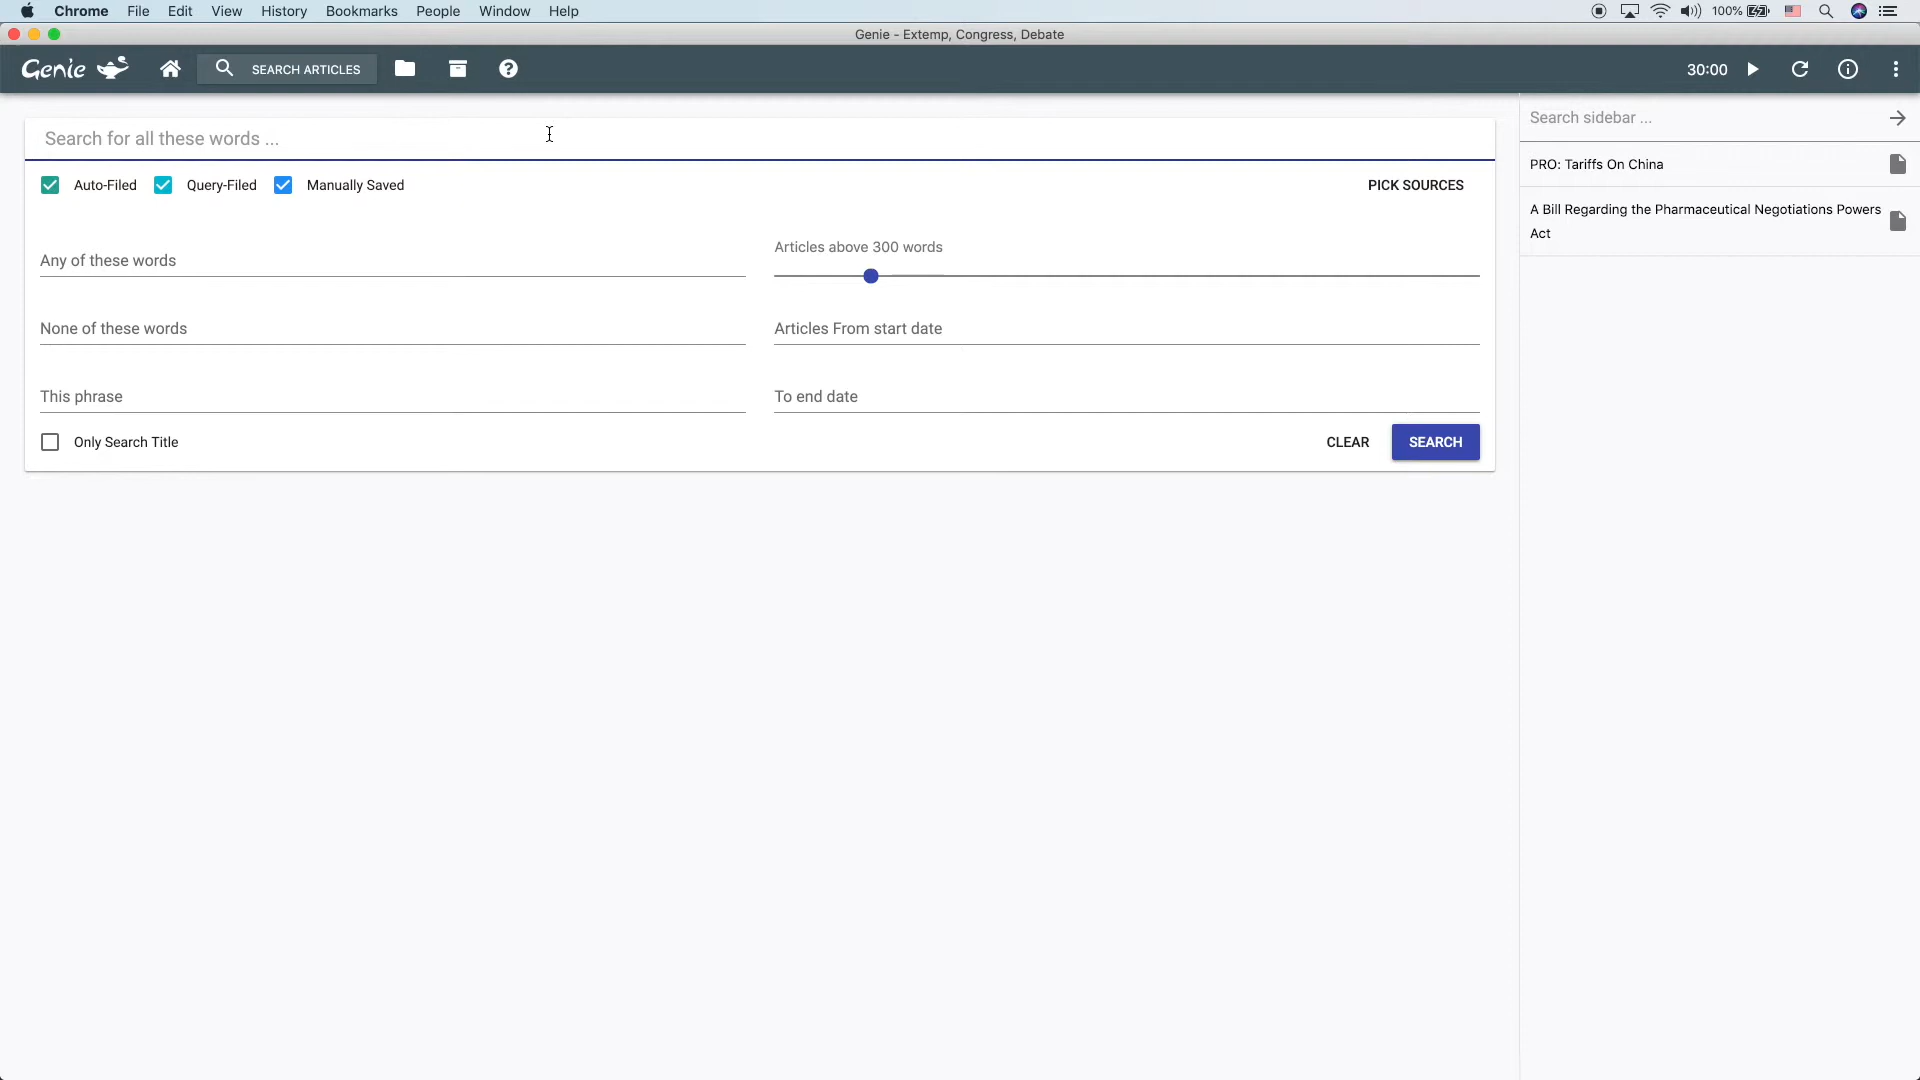 Chrome File Edit View History Bookmarks People Window Help 100%
Genie - Extemp, Congress, Debate
Genie SEARCH ARTICLES 30:00
Search for all these words ...
Auto-Filed Query-Filed Manually Saved PICK SOURCES
Articles above 300 words
Any of these words
None of these words Articles From start date
This phrase To end date
Only Search Title CLEAR SEARCH
Search sidebar ...
PRO: Tariffs On China
A Bill Regarding the Pharmaceutical Negotiations Powers
Act